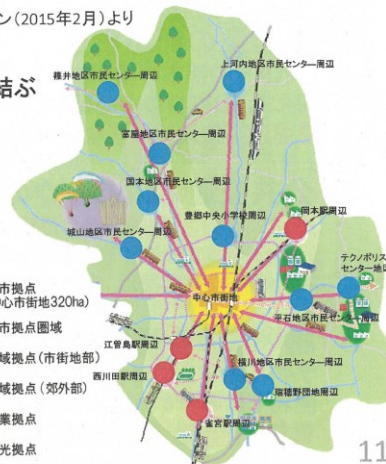 ン(2015年2月)より
結ぶ
篠井地区市民センター周辺
上河内地区市民センター周辺
富屋地区市民センター周辺
国本地区市民センター周辺
豊郷中央小学校周辺
岡本駅周辺
城山地区市民センター周辺
テクノポリス
センター地区
市拠点
心市街地320ha)
中心市街地
平石地区市民センター周辺
市拠点圏域
江曽島駅周辺
域拠点(市街地部)
西川田駅周辺
横川地区市民センター周辺
域拠点(郊外部)
瑞穂野団地周辺
業拠点
雀宮駅周辺
光拠点
11